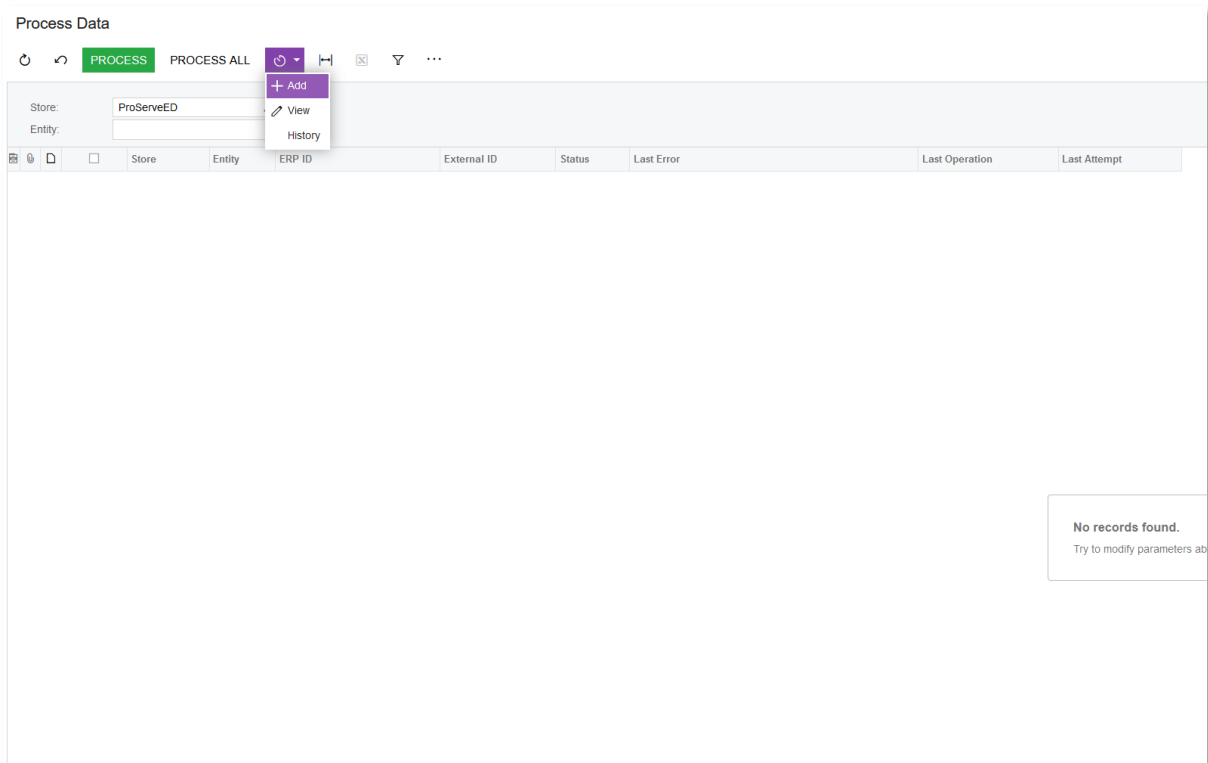 Process Data
PROCESS PROCESS ALL
Add
Store: ProServeED
View
Entity:
History
Store Entity ERP ID External ID Status Last Error Last Operation Last Attempt
No records found.
Try to modify parameters ab